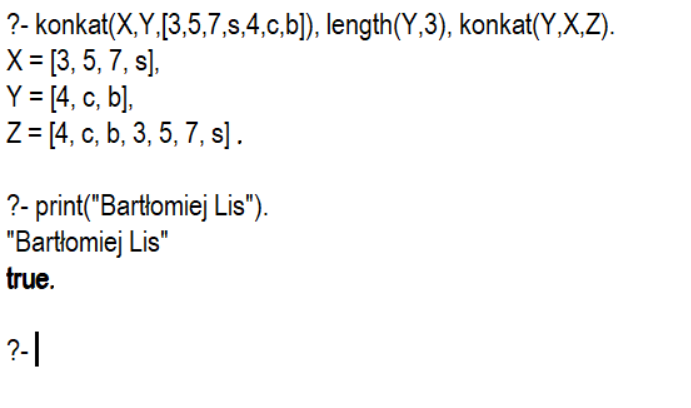 ?- konkat(X,Y,[3,5,7,s,4,c,b]), length(Y,3), konkat(Y,X,Z).
X = [3, 5, 7, s],
Y = [4, c, b],
Z = [4, c, b, 3, 5, 7, s] .
?- print("Bartłomiej Lis").
"Bartłomiej Lis"
true.
?-